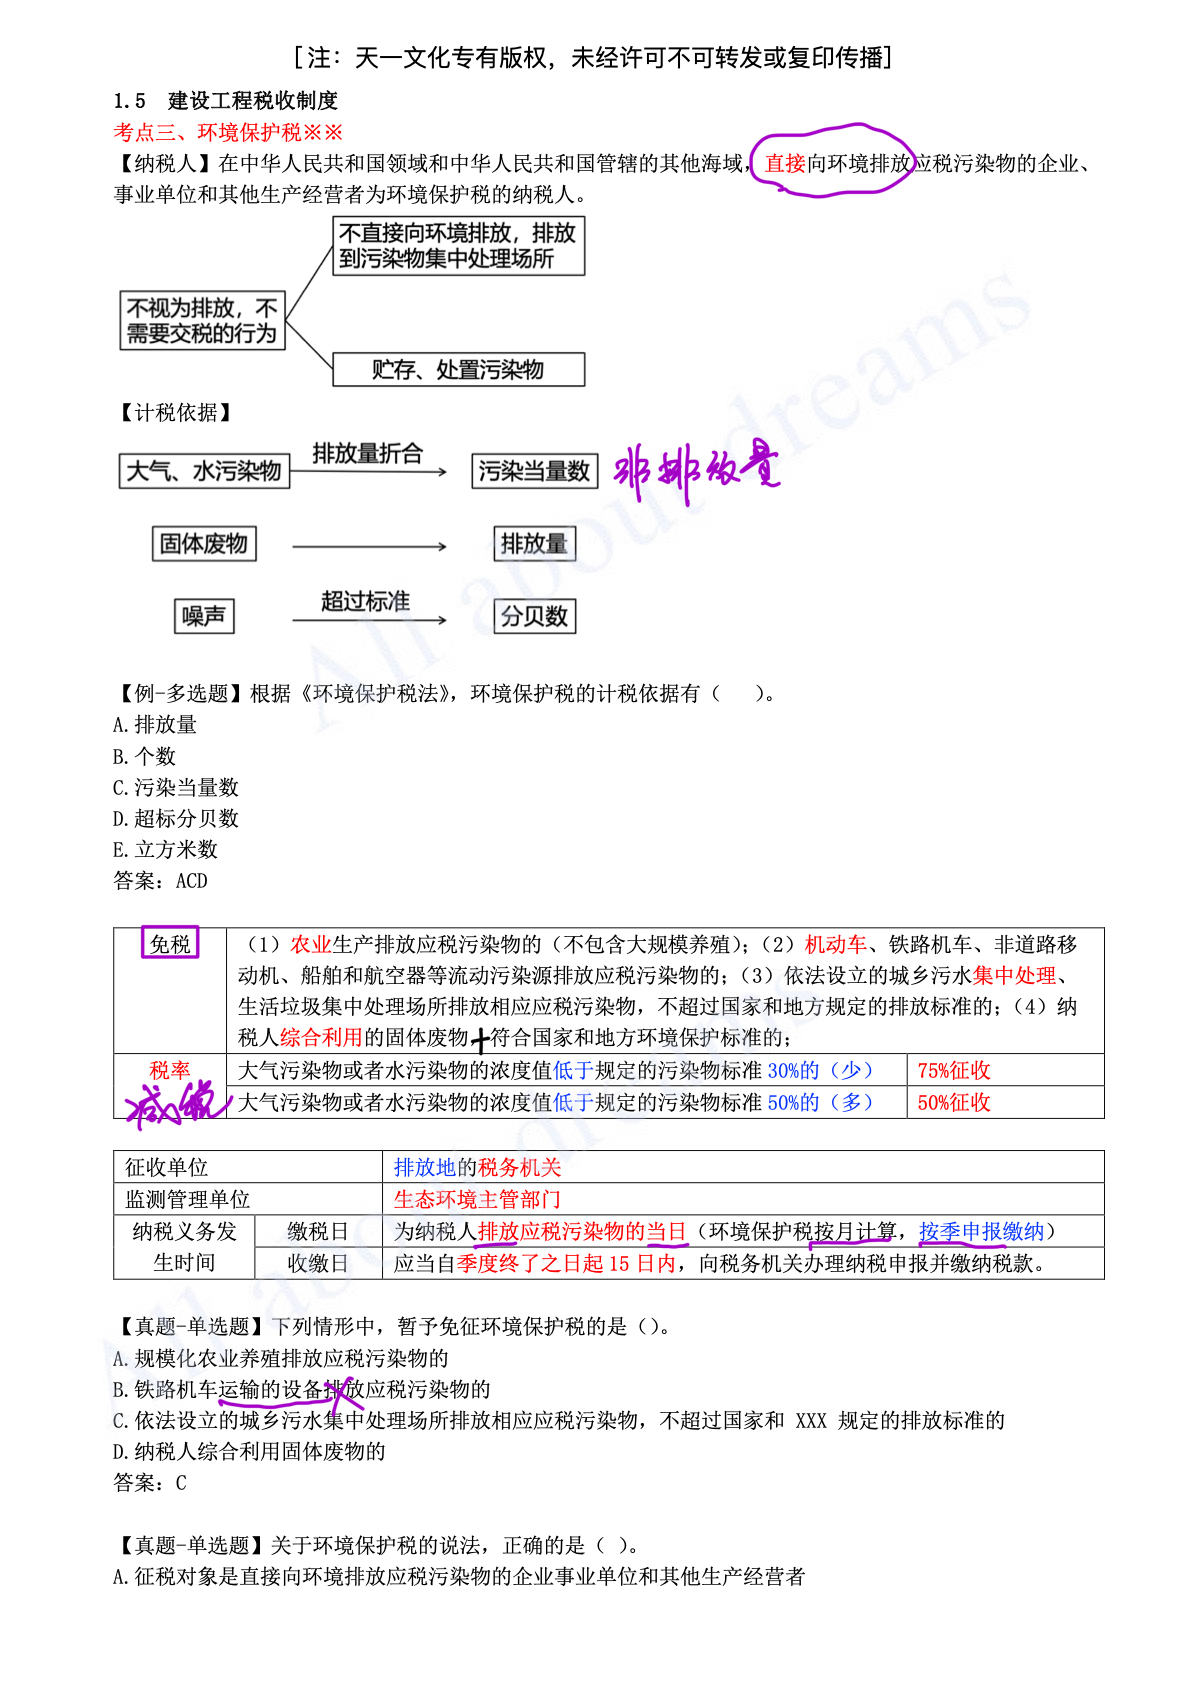 [注：天一文化专有版权，未经许可不可转发或复印传播]
1.5 建设工程税收制度
考点三、环境保护税※※
【纳税人】在中华人民共和国领域和中华人民共和国管辖的其他海域，直接向环境排放应税污染物的企业、
事业单位和其他生产经营者为环境保护税的纳税人。
不直接向环境排放，排放
到污染物集中处理场所
不视为排放，不
需要交税的行为
贮存、处置污染物
【计税依据】
大气、水污染物 排放量折合 污染当量数 非排放量
固体废物 排放量
噪声 超过标准 分贝数
【例-多选题】根据《环境保护税法》，环境保护税的计税依据有（ ）。
A.排放量
B.个数
C.污染当量数
D.超标分贝数
E.立方米数
答案：ACD
免税 （1）农业生产排放应税污染物的（不包含大规模养殖）；（2）机动车、铁路机车、非道路移
动机、船舶和航空器等流动污染源排放应税污染物的；（3）依法设立的城乡污水集中处理、
生活垃圾集中处理场所排放相应应税污染物，不超过国家和地方规定的排放标准的；（4）纳
税人综合利用的固体废物+符合国家和地方环境保护标准的；
税率 大气污染物或者水污染物的浓度值低于规定的污染物标准 30%的（少） 75%征收
减税 大气污染物或者水污染物的浓度值低于规定的污染物标准 50%的（多） 50%征收
征收单位 排放地的税务机关
监测管理单位 生态环境主管部门
纳税义务发 缴税日 为纳税人排放应税污染物的当日（环境保护税按月计算，按季申报缴纳）
生时间 收缴日 应当自季度终了之日起 15 日内，向税务机关办理纳税申报并缴纳税款。
【真题-单选题】下列情形中，暂予免征环境保护税的是（）。
A.规模化农业养殖排放应税污染物的
B.铁路机车运输的设备排放应税污染物的
C.依法设立的城乡污水集中处理场所排放相应应税污染物，不超过国家和 XXX 规定的排放标准的
D.纳税人综合利用固体废物的
答案：C
【真题-单选题】关于环境保护税的说法，正确的是（ ）。
A.征税对象是直接向环境排放应税污染物的企业事业单位和其他生产经营者
All about dreams
All about dreams